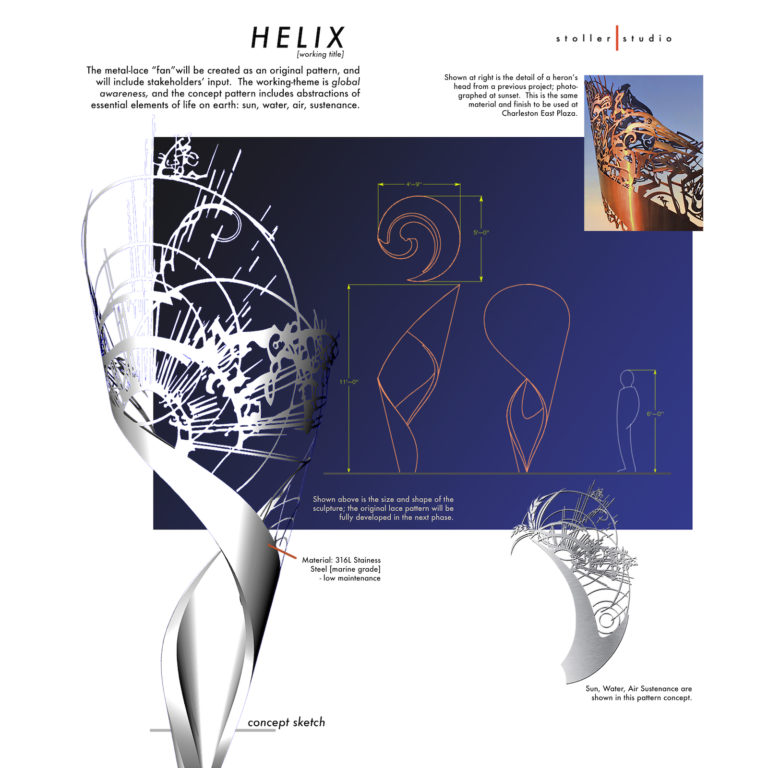 HELIX
[working title]
stoller|studio
The metal-lace "fan"will be created as an original pattern, and
will include stakeholders' input.  The working-theme is global
awareness, and the concept pattern includes abstractions of
essential elements of life on earth: sun, water, air, sustenance.
Shown at right is the detail of a heron's
head from a previous project; photo-
graphed at sunset.  This is the same
material and finish to be used at
Charleston East Plaza.
4'-9"
5'-0"
11'-0"
6'-0"
Shown above is the size and shape of the
sculpture; the original lace pattern will be
fully developed in the next phase.
Material: 316L Stainess
Steel [marine grade]
- low maintenance
Sun, Water, Air Sustenance are
shown in this pattern concept.
concept sketch